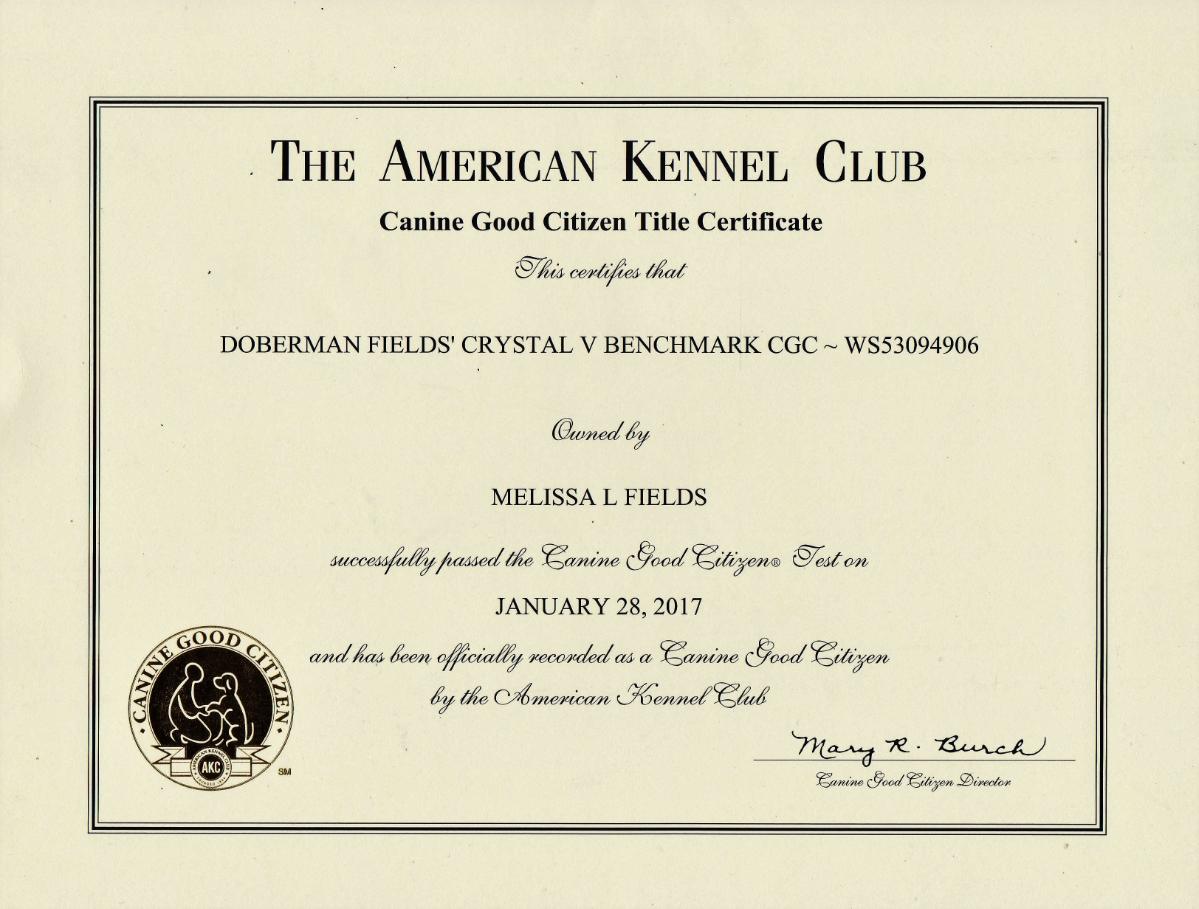 THE AMERICAN KENNEL CLUB
Canine Good Citizen Title Certificate
This certifies that
DOBERMAN FIELDS' CRYSTAL V BENCHMARK CGC ~ WS53094906
Owned by
MELISSA L FIELDS
successfully passed the Canine Good Citizen® Test on
JANUARY 28, 2017
and has been officially recorded as a Canine Good Citizen
by the American Kennel Club
· CANINE GOOD CITIZEN ·
AMERICAN KENNEL CLUB
AKC
SM
Mary R. Burch
Canine Good Citizen Director